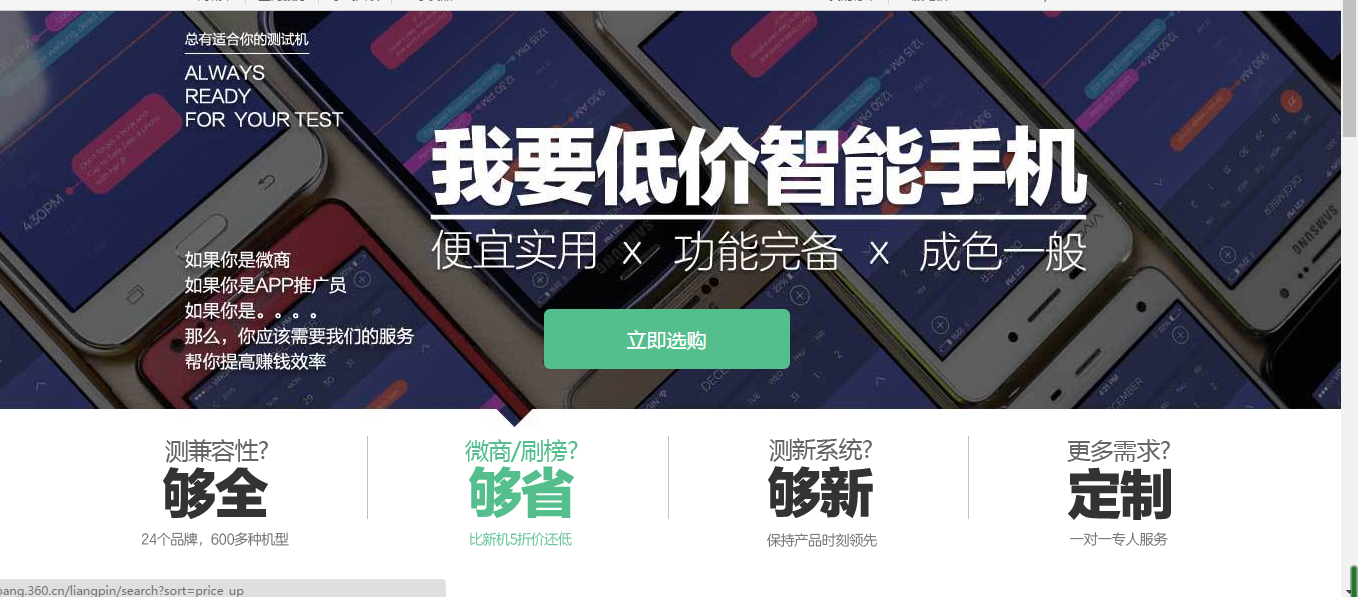 总有适合你的测试机
ALWAYS
READY
FOR YOUR TEST
我要低价智能手机
便宜实用 x 功能完备 x 成色一般
如果你是微商
如果你是APP推广员
如果你是。。。。
那么，你应该需要我们的服务
帮你提高赚钱效率
立即选购
测兼容性?
够全
24个品牌，600多种机型
微商/刷榜?
够省
比新机5折价还低
测新系统?
够新
保持产品时刻领先
更多需求?
定制
一对一专人服务
bang.360.cn/liangpin/search?sort=price_up